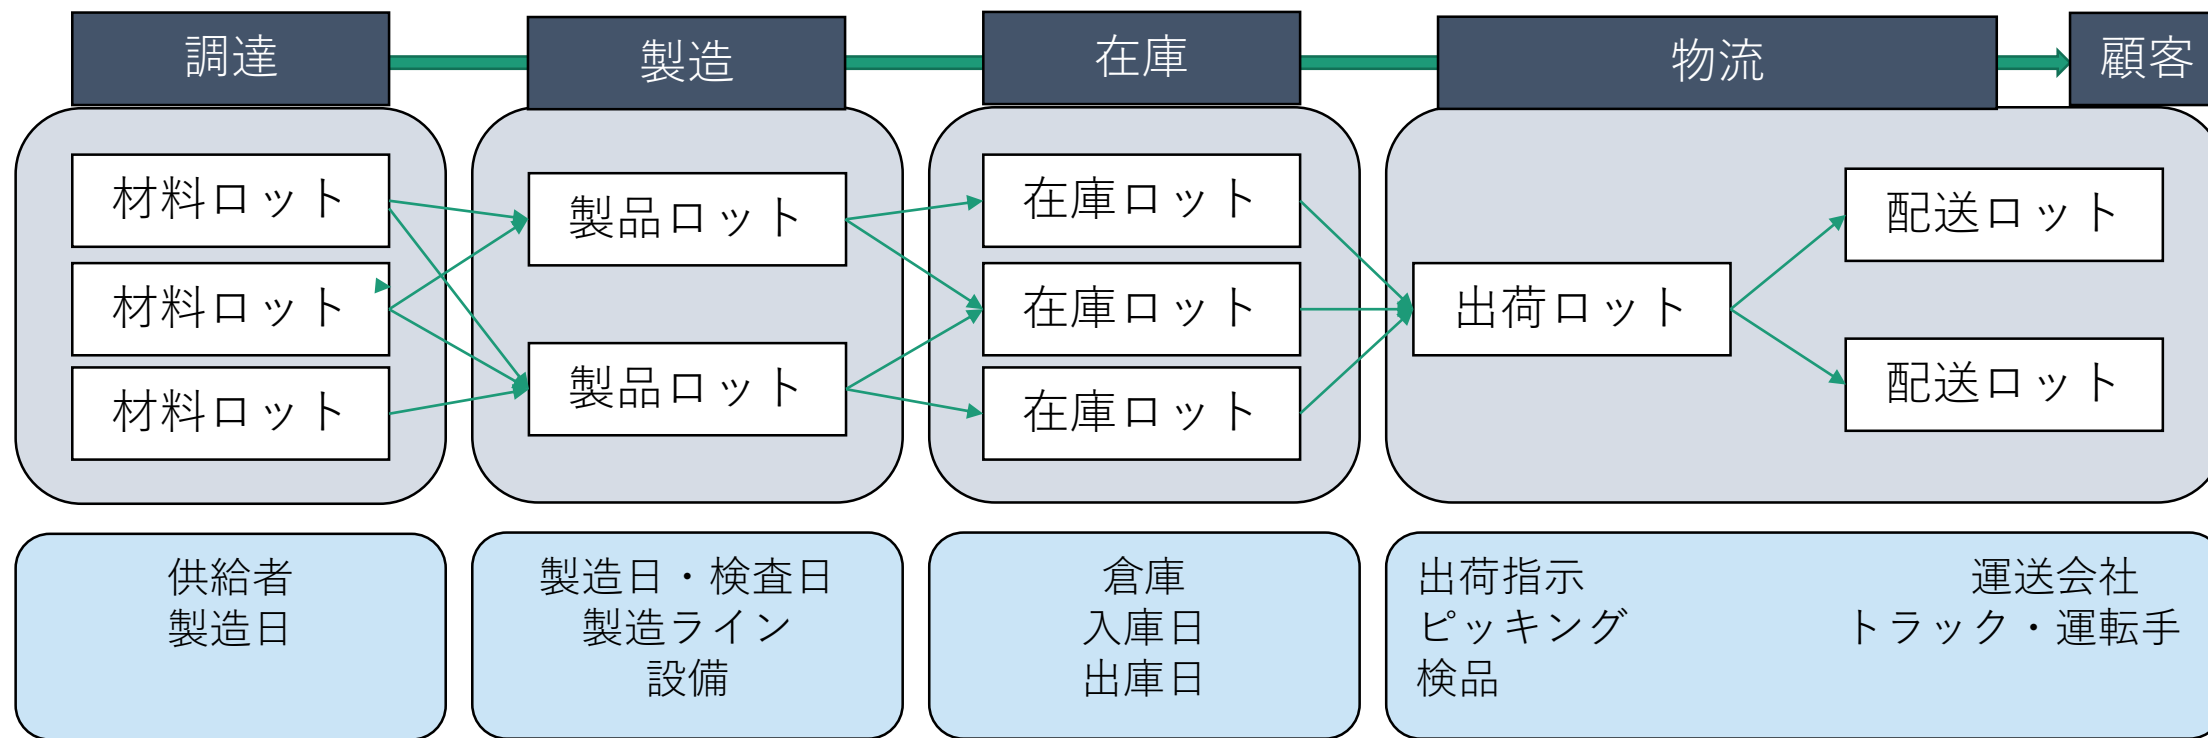 調達
製造
在庫
物流
顧客
材料ロット
材料ロット
材料ロット
製品ロット
製品ロット
在庫ロット
在庫ロット
在庫ロット
出荷ロット
配送ロット
配送ロット
供給者
製造日
製造日・検査日
製造ライン
設備
倉庫
入庫日
出庫日
出荷指示
ピッキング
検品
運送会社
トラック・運転手